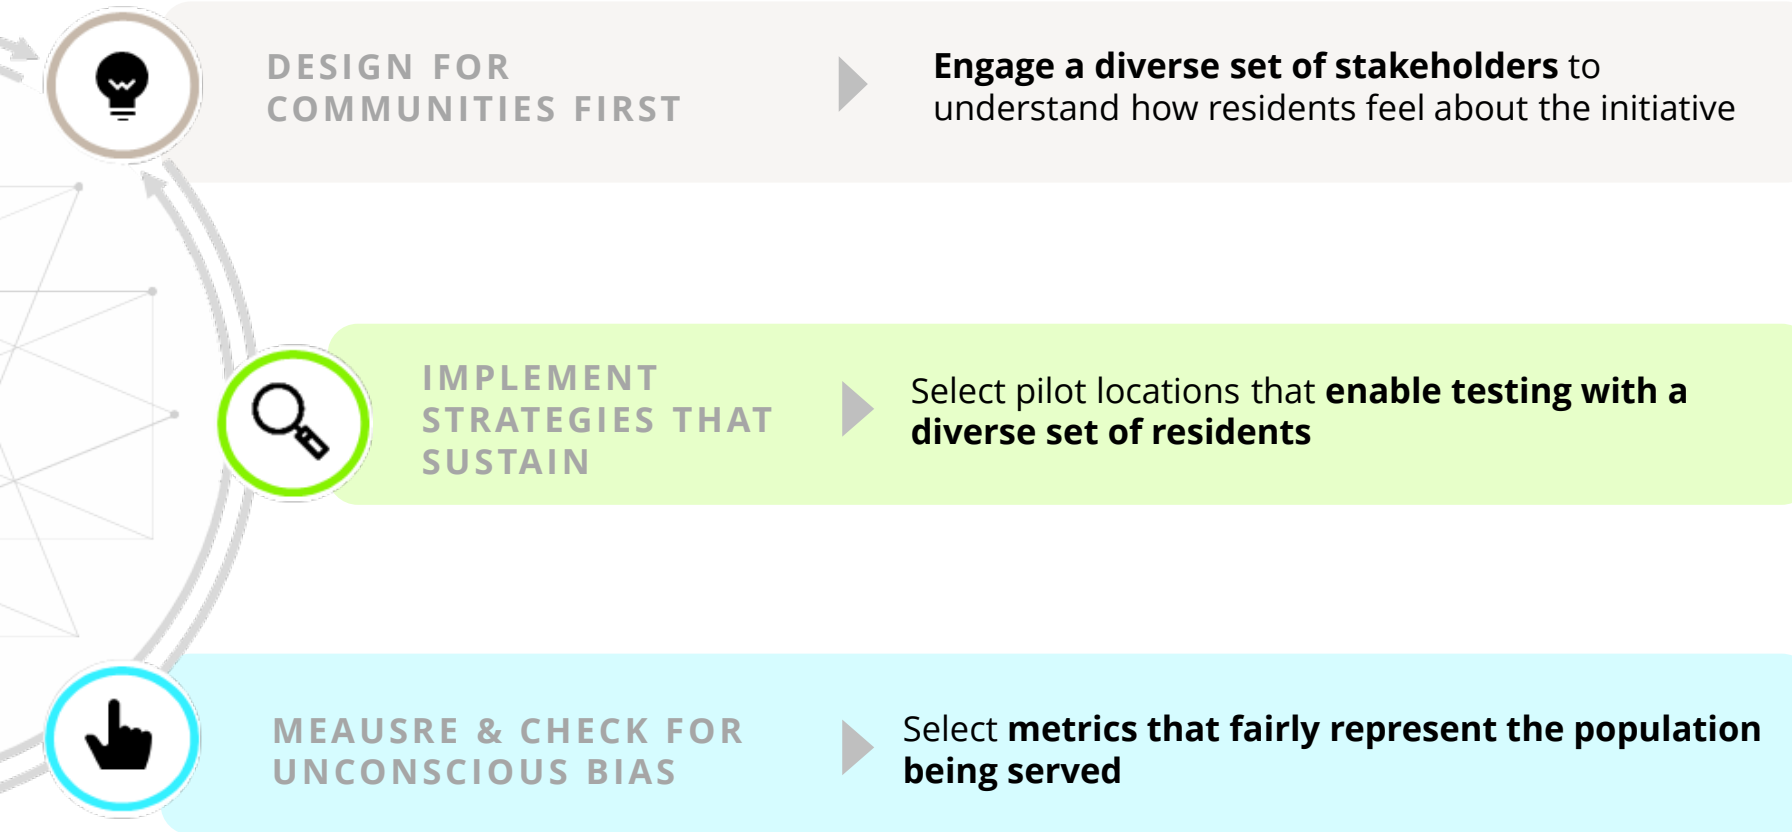 DESIGN FOR
COMMUNITIES FIRST
Engage a diverse set of stakeholders to
understand how residents feel about the initiative
IMPLEMENT
STRATEGIES THAT
SUSTAIN
Select pilot locations that enable testing with a
diverse set of residents
MEAUSRE & CHECK FOR
UNCONSCIOUS BIAS
Select metrics that fairly represent the population
being served